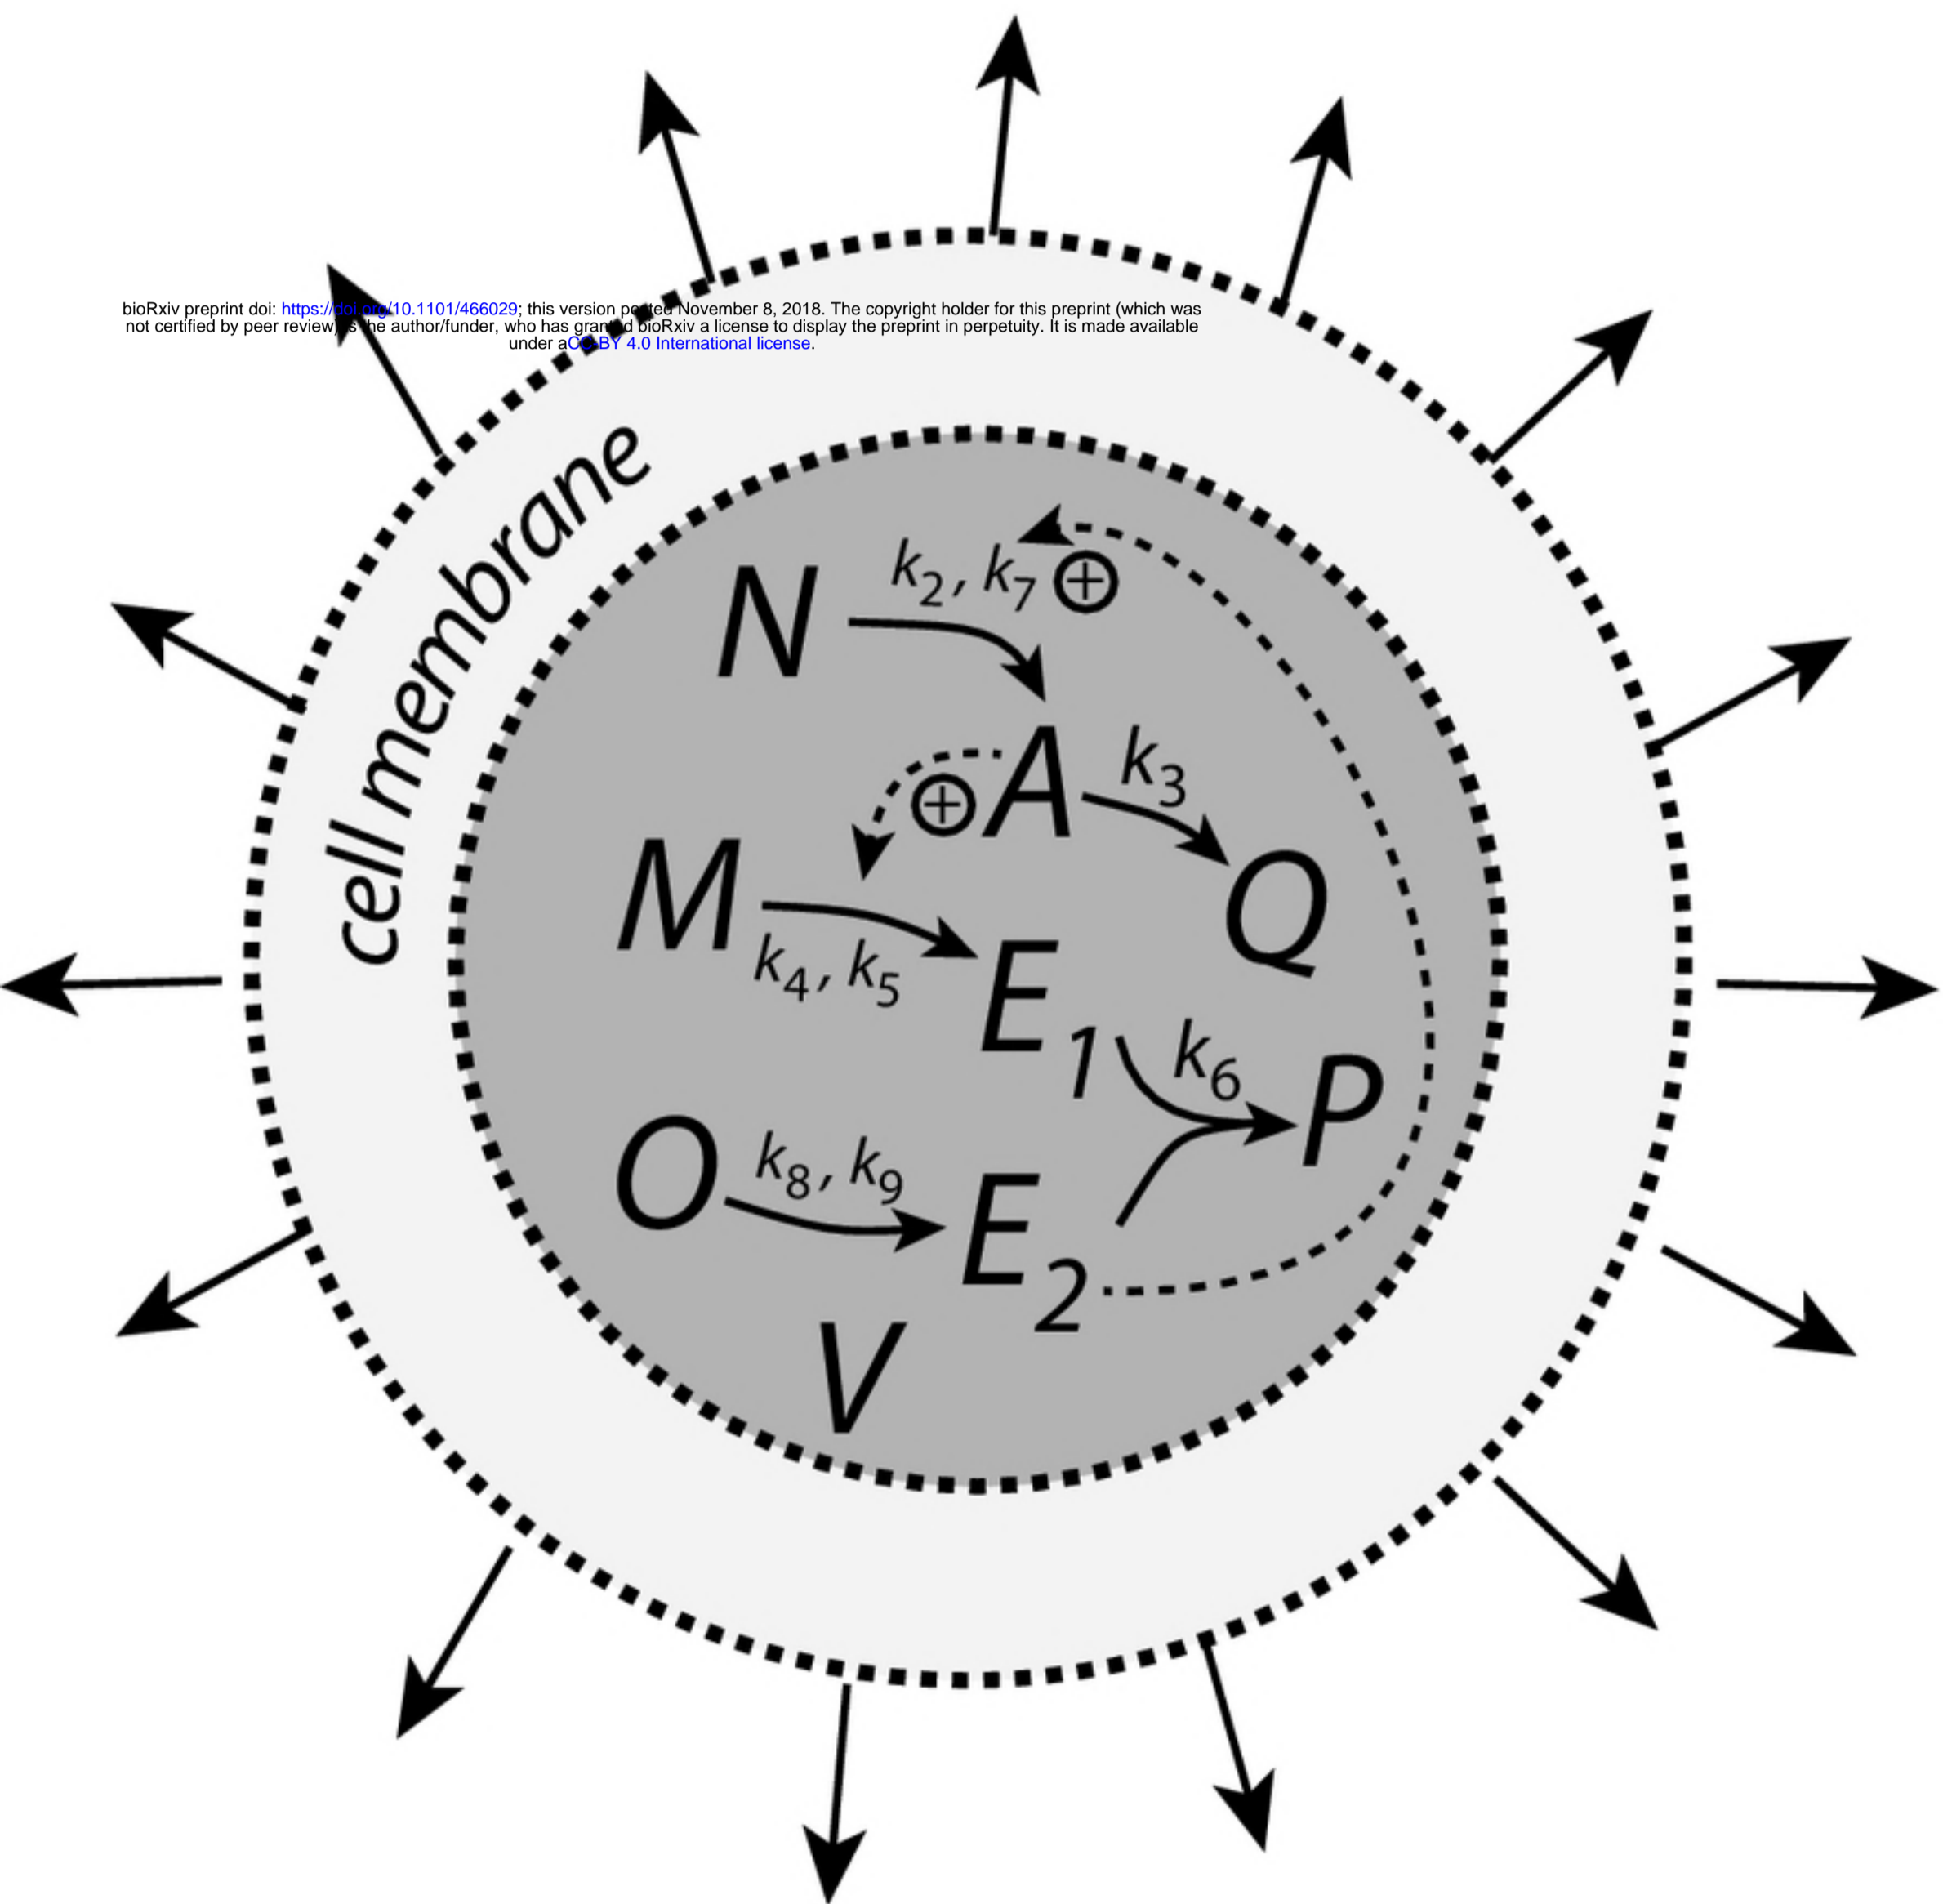 bioRxiv preprint doi: https://doi.org/10.1101/466029; this version posted November 8, 2018. The copyright holder for this preprint (which was
not certified by peer review) is the author/funder, who has granted bioRxiv a license to display the preprint in perpetuity. It is made available
under aCC-BY 4.0 International license.
cell membrane
N k2, k7 ⊕
⊕ A k3
M k4, k5 E1 Q
k6 P
O k8, k9 E2
V